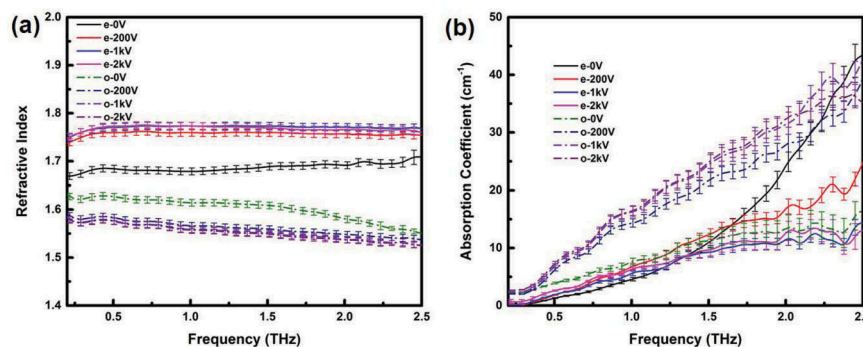 (a)
2.0
1.9
1.8
1.7
1.6
1.5
1.4
Refractive Index
e-0V
e-200V
e-1kV
e-2kV
o-0V
o-200V
o-1kV
o-2kV
0.5 1.0 1.5 2.0 2.5
Frequency (THz)
(b)
50
40
30
20
10
0
Absorption Coefficient (cm⁻¹)
e-0V
e-200V
e-1kV
e-2kV
o-0V
o-200V
o-1kV
o-2kV
0.5 1.0 1.5 2.0 2.5
Frequency (THz)